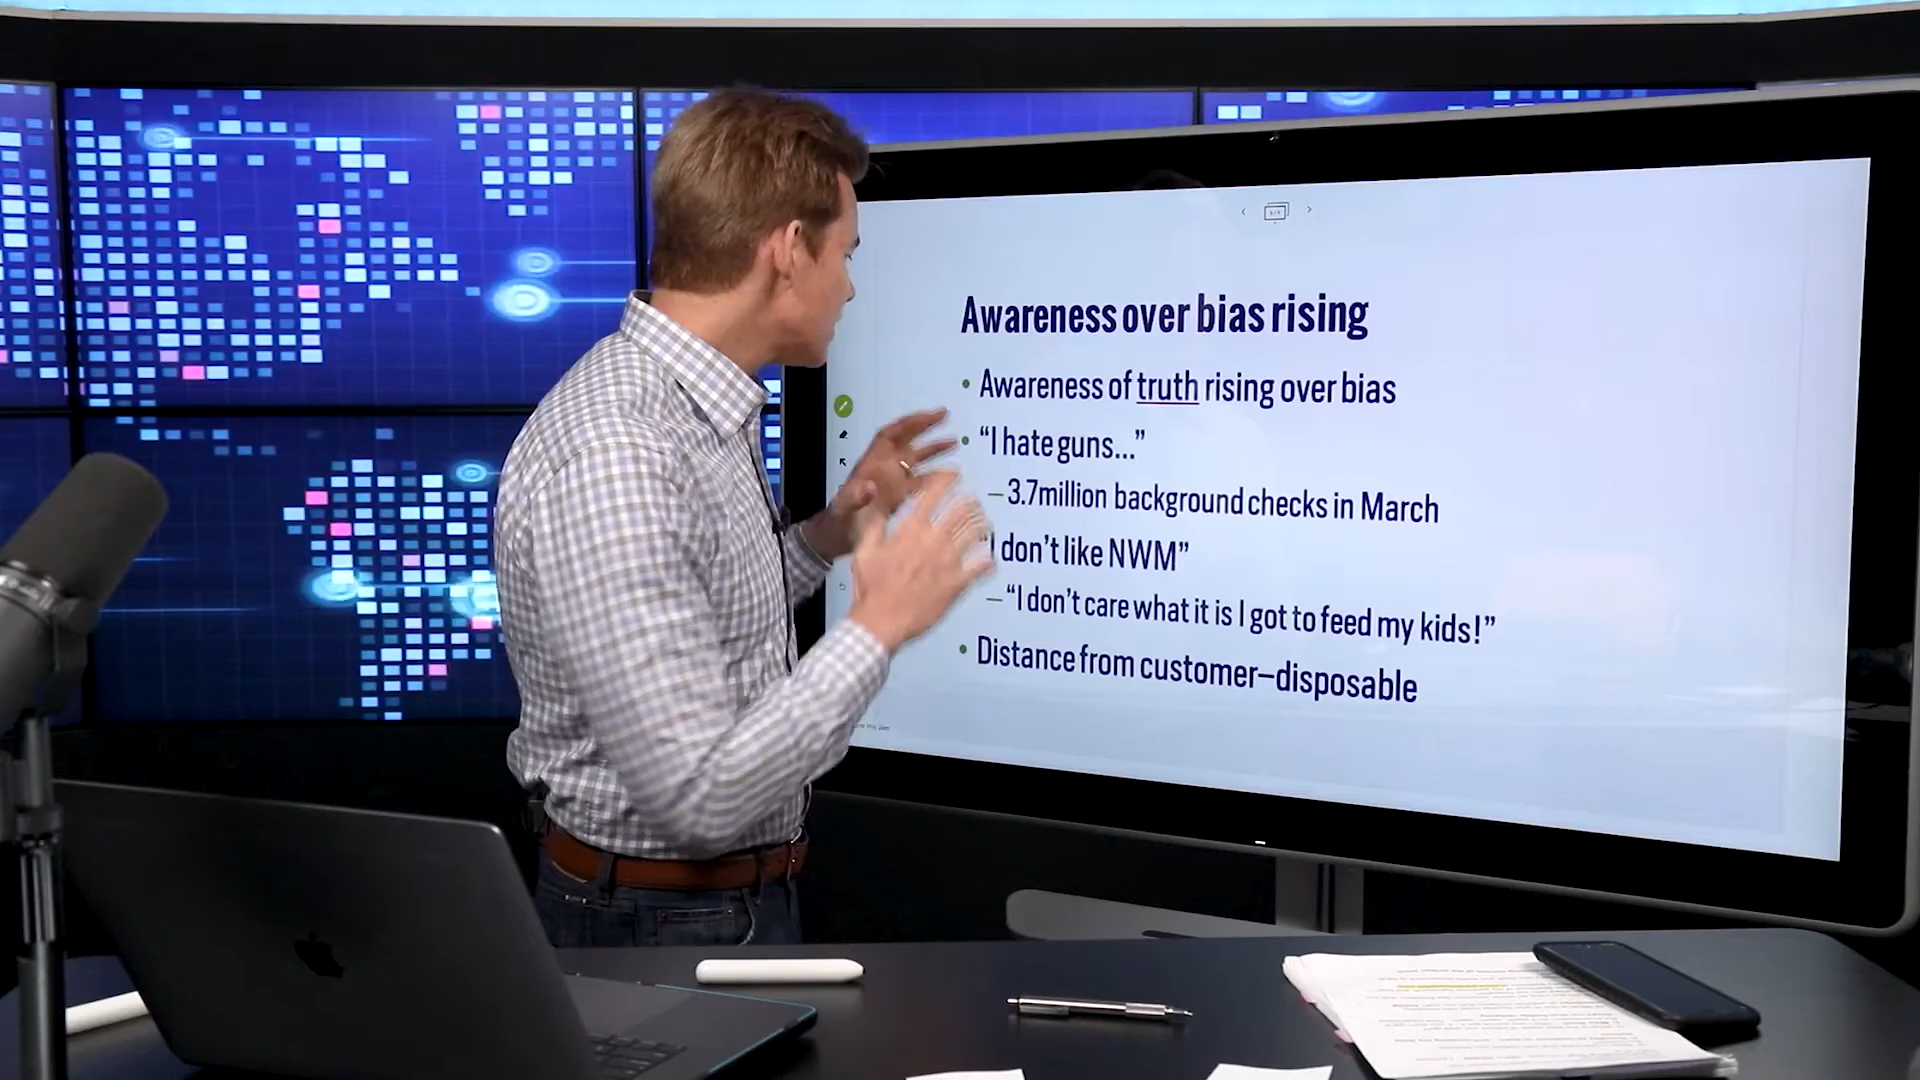 Awareness over bias rising
• Awareness of truth rising over bias
• “I hate guns...”
– 3.7million background checks in March
“I don’t like NWM”
– “I don’t care what it is I got to feed my kids!”
• Distance from customer–disposable